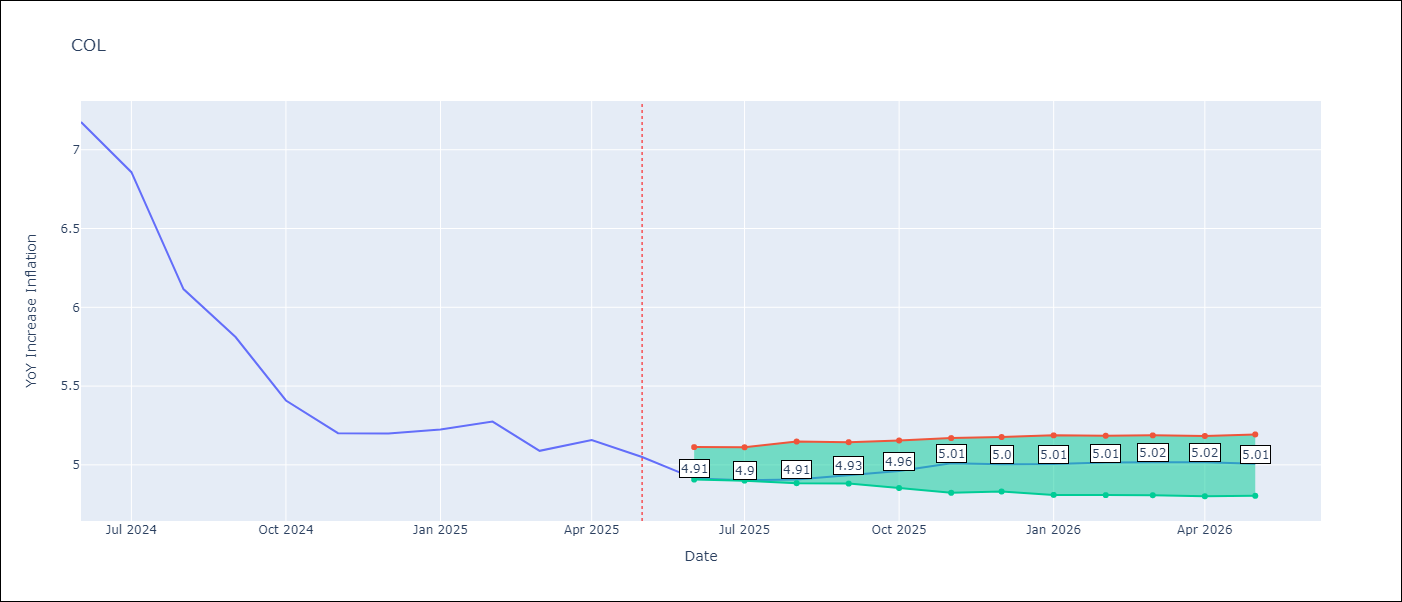 COL
YoY Increase Inflation
7
6.5
6
5.5
5
4.91
4.9
4.91
4.93
4.96
5.01
5.0
5.01
5.01
5.02
5.02
5.01
Jul 2024
Oct 2024
Jan 2025
Apr 2025
Jul 2025
Oct 2025
Jan 2026
Apr 2026
Date